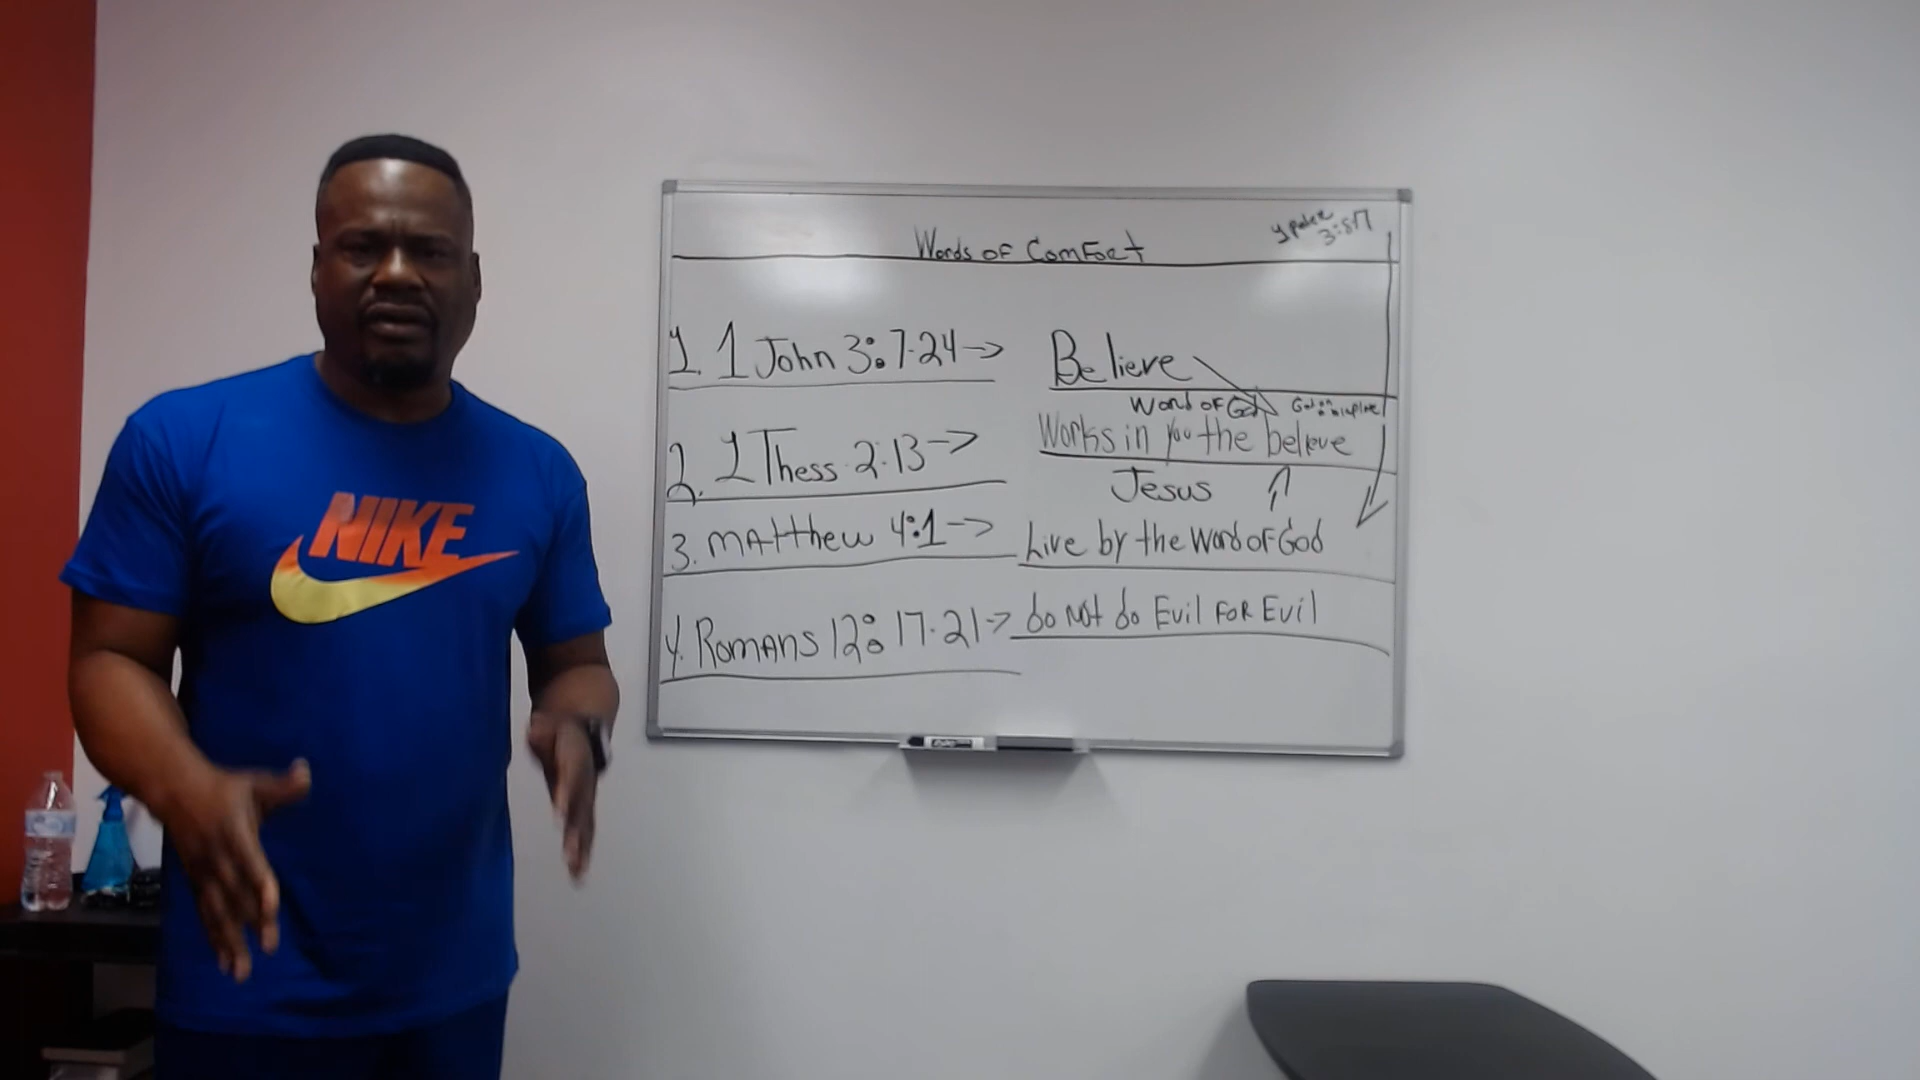 Words of Comfort
1. 1 John 3:7-24 -> Believe
Word of God
2. 1 Thess 2:13 -> Works in you the believe
Jesus
3. Matthew 4:1 -> Live by the Word of God
4. Romans 12:17-21 -> do Not do Evil FOR Evil
NIKE